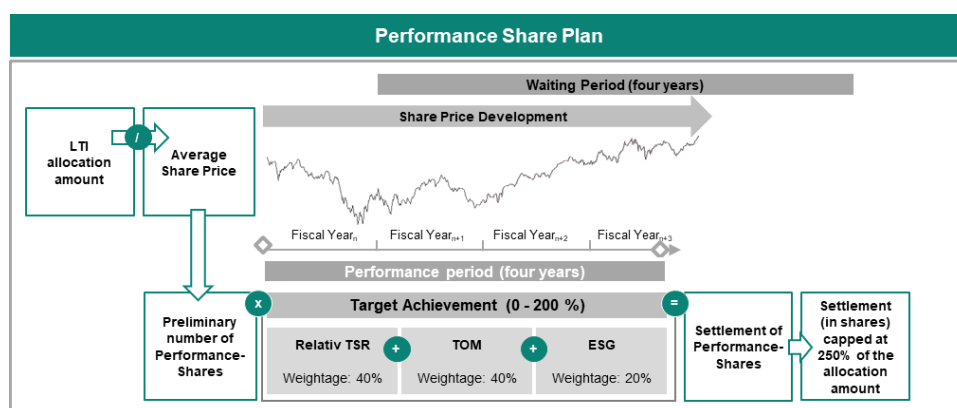 Performance Share Plan
Waiting Period (four years)
Share Price Development
LTI
allocation
amount
/
Average
Share Price
Fiscal Yearn
Fiscal Yearn+1
Fiscal Yearn+2
Fiscal Yearn+3
Performance period (four years)
Preliminary
number of
Performance-
Shares
x
Target Achievement (0 - 200 %)
=
Relativ TSR
+
TOM
+
ESG
Weightage: 40%
Weightage: 40%
Weightage: 20%
Settlement of
Performance-
Shares
Settlement
(in shares)
capped at
250% of the
allocation
amount